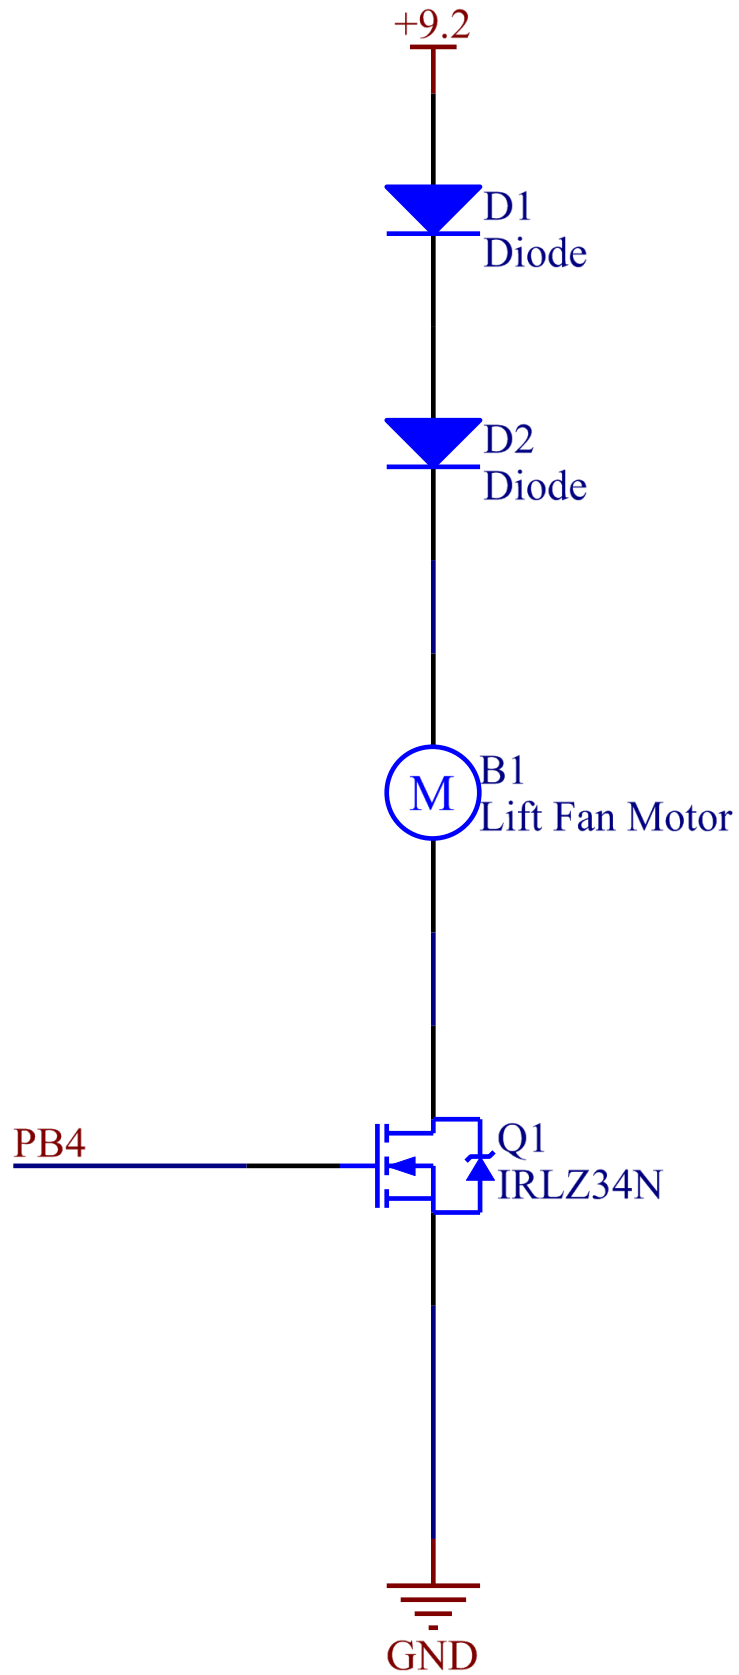 +9.2
D1
Diode
D2
Diode
B1
M
Lift Fan Motor
PB4
Q1
IRLZ34N
GND